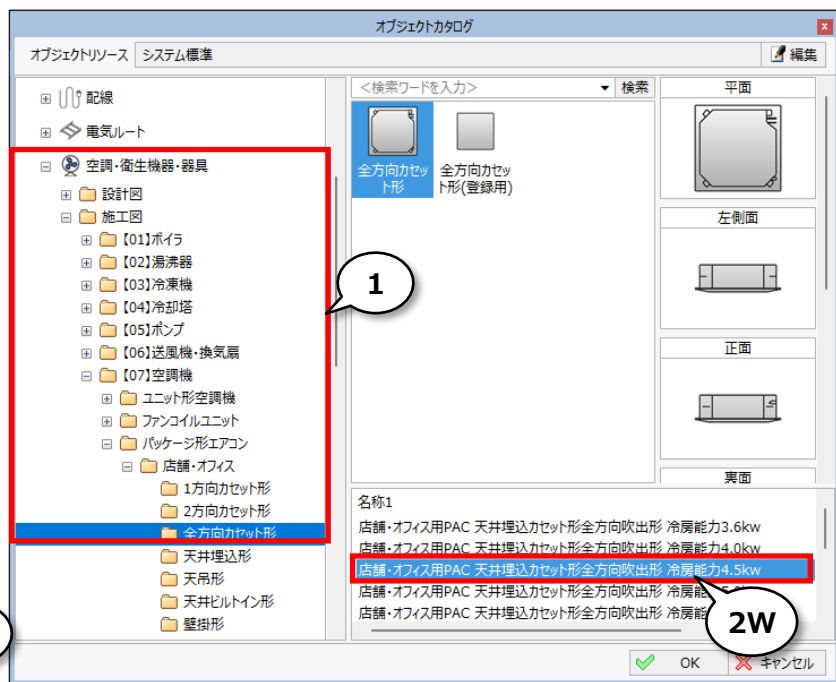 オブジェクトカタログ
オブジェクトリソース システム標準 編集
配線
電気ルート
空調・衛生機器・器具
設計図
施工図
【01】ボイラ
【02】湯沸器
【03】冷凍機
【04】冷却塔
【05】ポンプ
【06】送風機・換気扇
【07】空調機
ユニット形空調機
ファンコイルユニット
パッケージ形エアコン
店舗・オフィス
1方向カセット形
2方向カセット形
全方向カセット形
天井埋込形
天吊形
天井ビルトイン形
壁掛形
1
<検索ワードを入力> 検索
全方向カセッ
ト形
全方向カセッ
ト形(登録用)
平面
左側面
正面
裏面
名称1
店舗・オフィス用PAC 天井埋込カセット形全方向吹出形 冷房能力3.6kw
店舗・オフィス用PAC 天井埋込カセット形全方向吹出形 冷房能力4.0kw
店舗・オフィス用PAC 天井埋込カセット形全方向吹出形 冷房能力4.5kw
店舗・オフィス用PAC 天井埋込カセット形全方向吹出形 冷房能
店舗・オフィス用PAC 天井埋込カセット形全方向吹出形 冷房能
2W
OK キャンセル